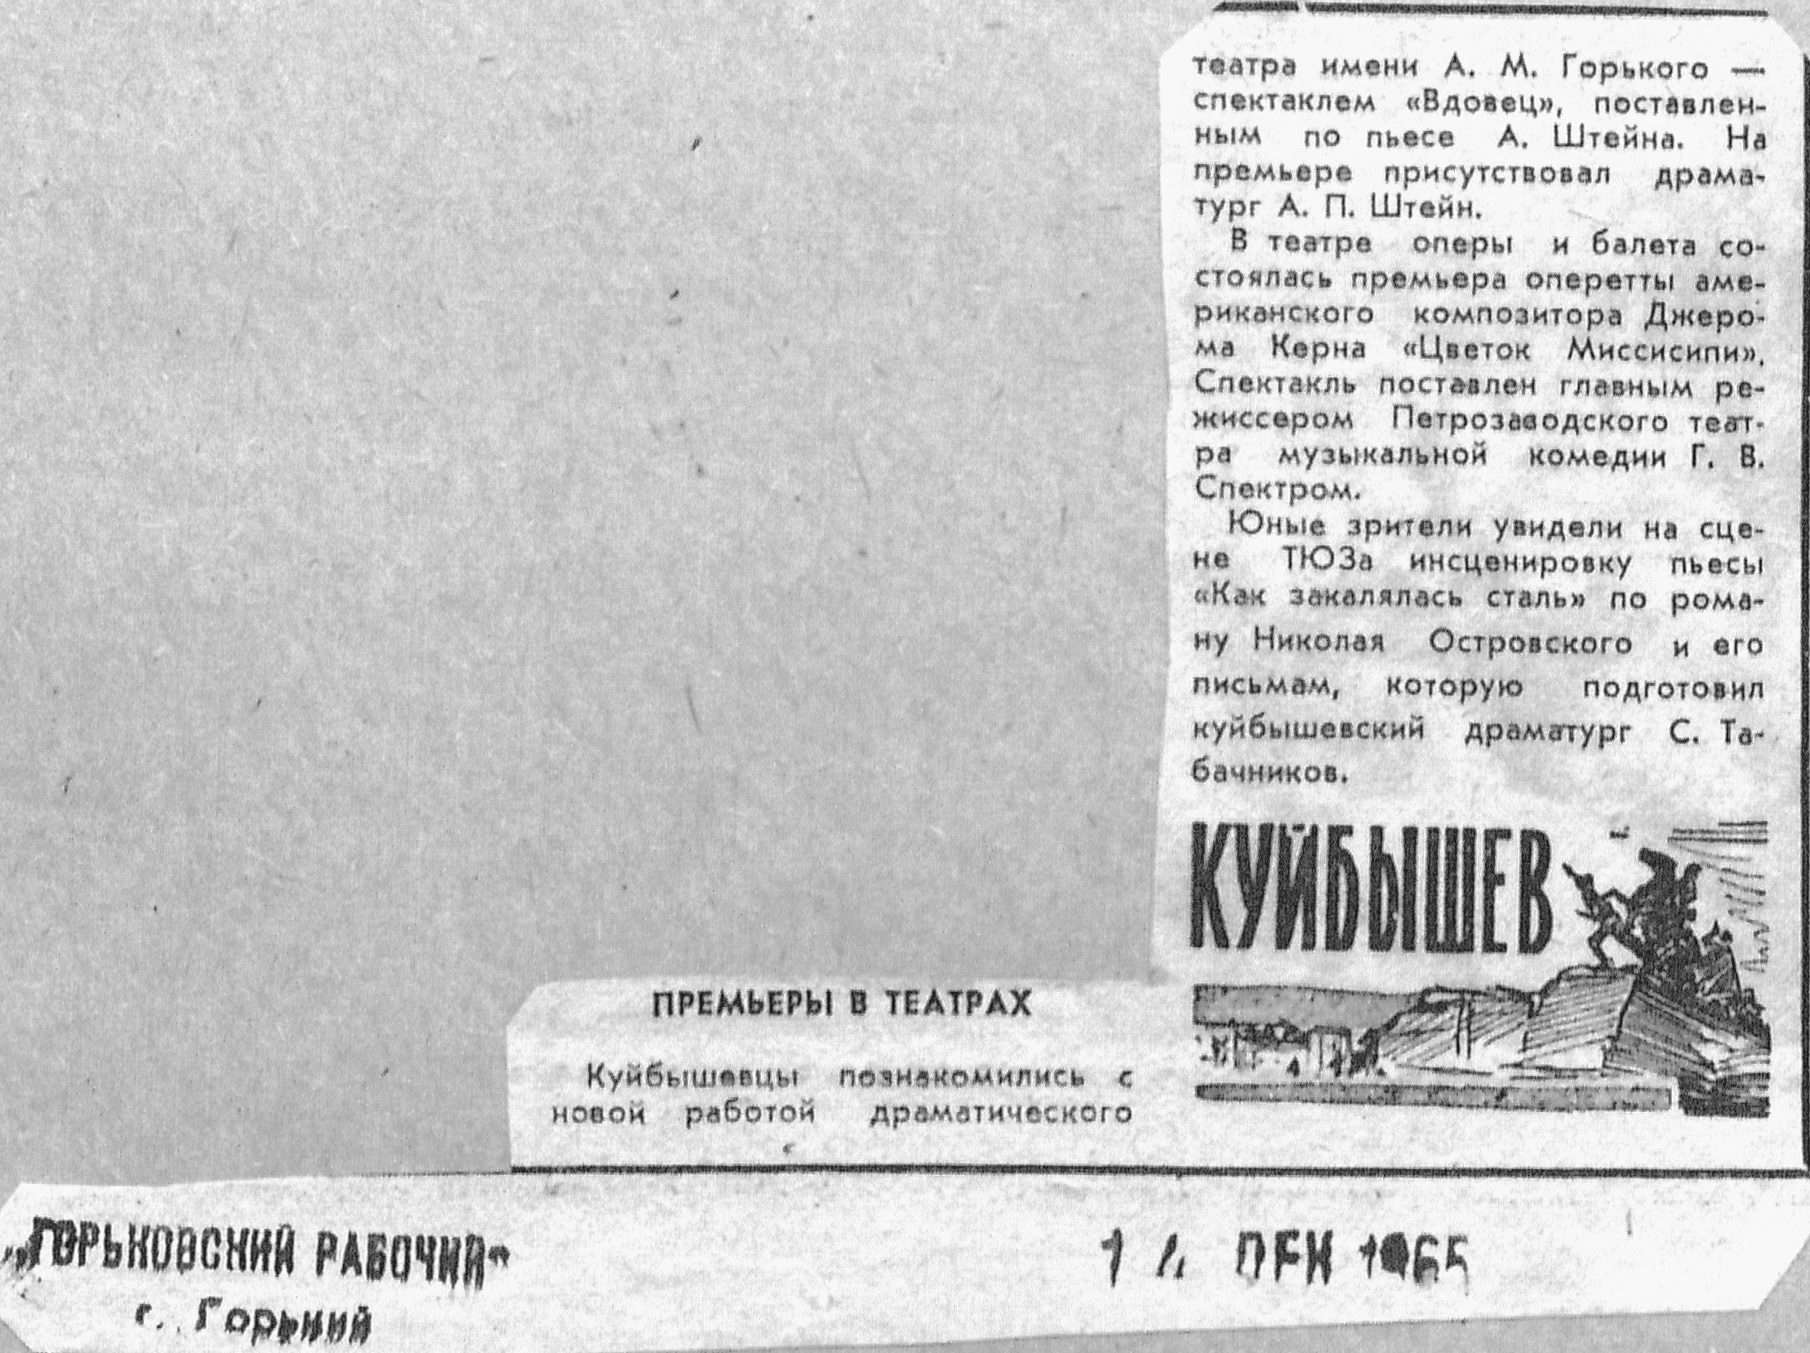 КУЙБЫШЕВ
ПРЕМЬЕРЫ В ТЕАТРАХ
Куйбышевцы познакомились с
новой работой драматического
театра имени А. М. Горького —
спектаклем «Вдовец», поставлен-
ным по пьесе А. Штейна. На
премьере присутствовал драма-
тург А. П. Штейн.
В театре оперы и балета со-
стоялась премьера оперетты аме-
риканского композитора Джеро-
ма Керна «Цветок Миссисипи».
Спектакль поставлен главным ре-
жиссером Петрозаводского теат-
ра музыкальной комедии Г. В.
Спектром.
Юные зрители увидели на сце-
не ТЮЗа инсценировку пьесы
«Как закалялась сталь» по рома-
ну Николая Островского и его
письмам, которую подготовил
куйбышевский драматург С. Та-
бачников.
„ГОРЬКОВСКИЙ РАБОЧИЙ"
г. Горький
ДЕК 1965